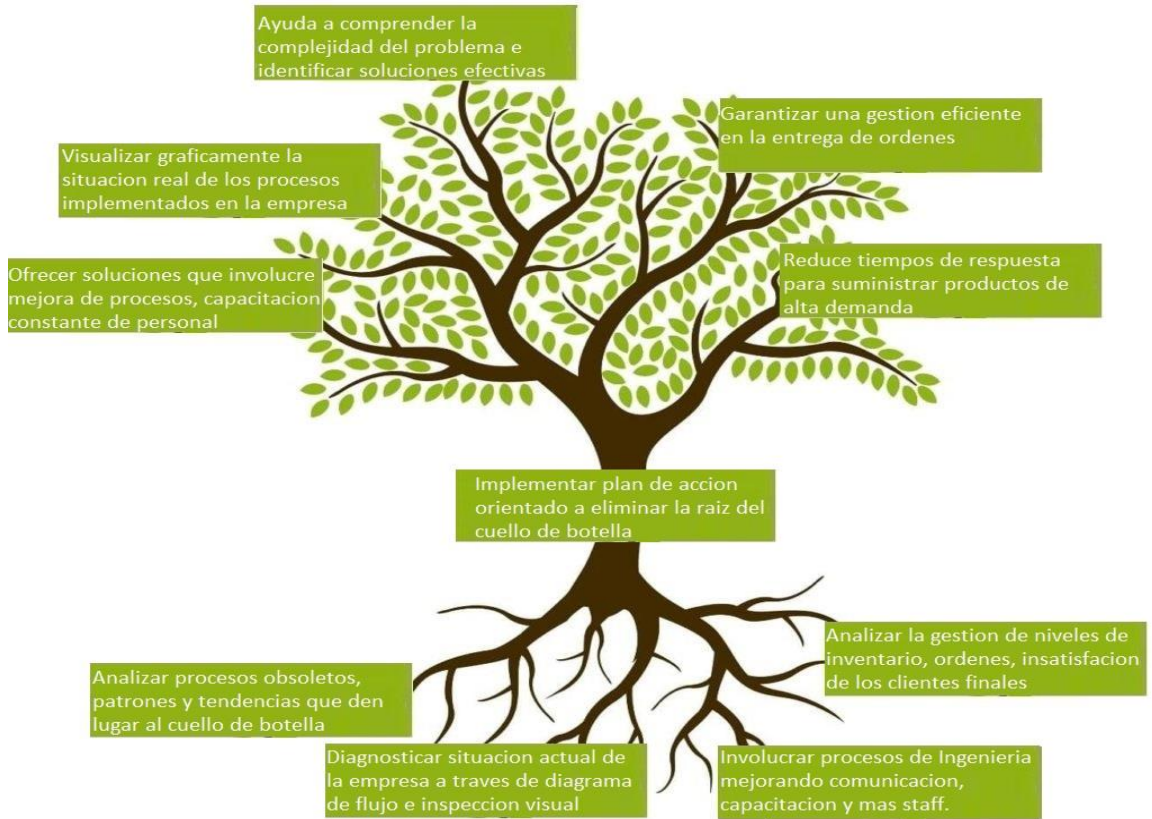 Ayuda a comprender la
complejidad del problema e
identificar soluciones efectivas
Garantizar una gestion eficiente
en la entrega de ordenes
Visualizar graficamente la
situacion real de los procesos
implementados en la empresa
Reduce tiempos de respuesta
para suministrar productos de
alta demanda
Ofrecer soluciones que involucre
mejora de procesos, capacitacion
constante de personal
Implementar plan de accion
orientado a eliminar la raiz del
cuello de botella
Analizar la gestion de niveles de
inventario, ordenes, insatisfacion
de los clientes finales
Analizar procesos obsoletos,
patrones y tendencias que den
lugar al cuello de botella
Diagnosticar situacion actual de
la empresa a traves de diagrama
de flujo e inspeccion visual
Involucrar procesos de Ingenieria
mejorando comunicacion,
capacitacion y mas staff.